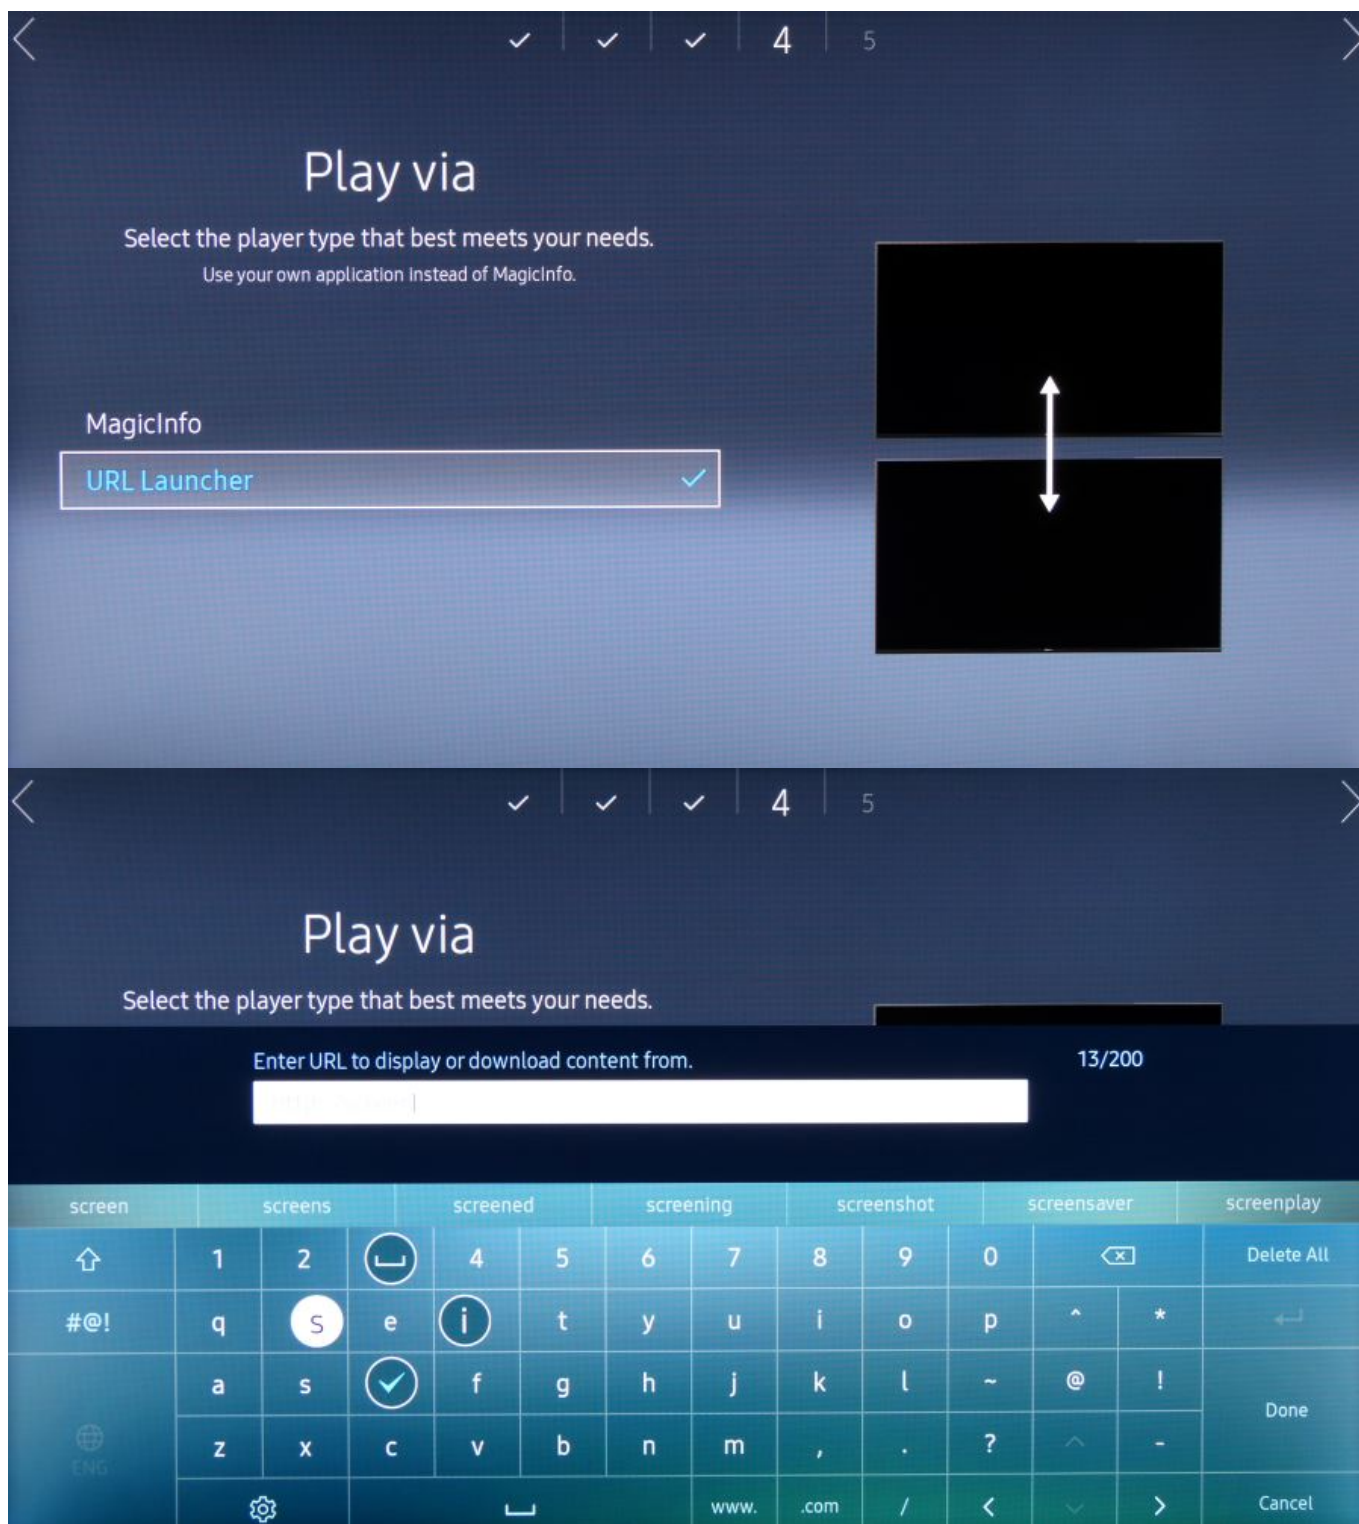 4 5
Play via
Select the player type that best meets your needs.
Use your own application instead of MagicInfo.
MagicInfo
URL Launcher
4 5
Play via
Select the player type that best meets your needs.
Enter URL to display or download content from. 13/200
screen screens screened screening screenshot screensaver screenplay
1 2 4 5 6 7 8 9 0 Delete All
#@! q s e i t y u i o p ^ *
a s f g h j k l ~ @ !
Done
ENG z x c v b n m , . ? -
www. .com / < > Cancel